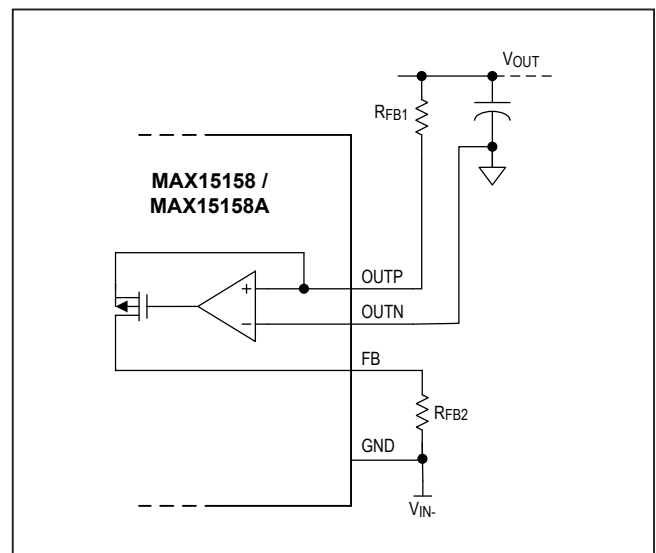 VOUT
RFB1
MAX15158 /
MAX15158A
OUTP
+
OUTN
−
FB
RFB2
GND
VIN-